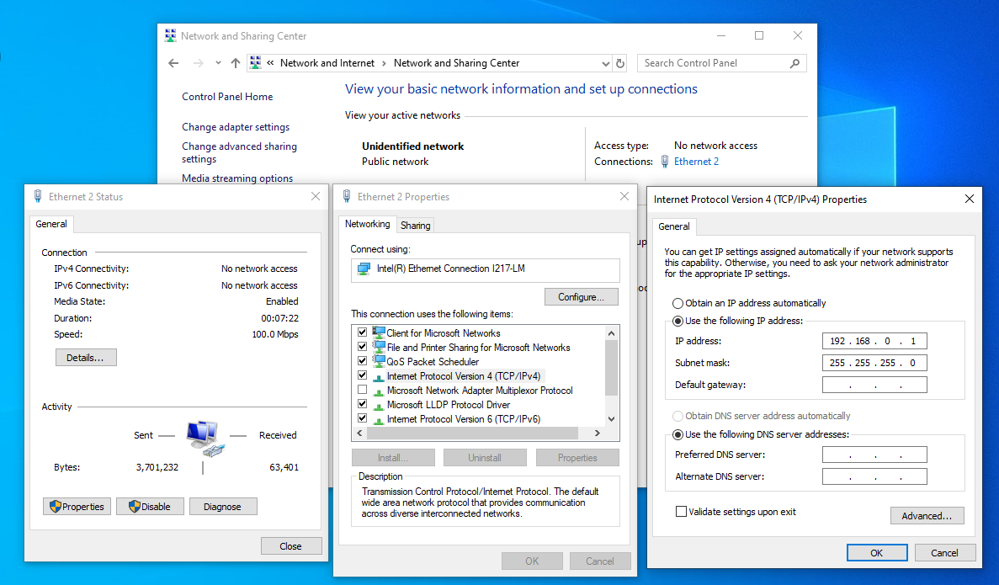 Network and Sharing Center
« Network and Internet › Network and Sharing Center
Search Control Panel
Control Panel Home
Change adapter settings
Change advanced sharing
settings
Media streaming options
View your basic network information and set up connections
View your active networks
Unidentified network
Public network
Access type: No network access
Connections: Ethernet 2
up
Ethernet 2 Status
General
Connection
IPv4 Connectivity: No network access
IPv6 Connectivity: No network access
Media State: Enabled
Duration: 00:07:22
Speed: 100.0 Mbps
Details...
Activity
Sent Received
Bytes: 3,701,232 63,401
Properties Disable Diagnose
Close
Ethernet 2 Properties
Networking Sharing
Connect using:
Intel(R) Ethernet Connection I217-LM
Configure...
This connection uses the following items:
Client for Microsoft Networks
File and Printer Sharing for Microsoft Networks
QoS Packet Scheduler
Internet Protocol Version 4 (TCP/IPv4)
Microsoft Network Adapter Multiplexor Protocol
Microsoft LLDP Protocol Driver
Internet Protocol Version 6 (TCP/IPv6)
Install... Uninstall Properties
Description
Transmission Control Protocol/Internet Protocol. The default
wide area network protocol that provides communication
across diverse interconnected networks.
OK Cancel
Internet Protocol Version 4 (TCP/IPv4) Properties
General
You can get IP settings assigned automatically if your network supports
this capability. Otherwise, you need to ask your network administrator
for the appropriate IP settings.
Obtain an IP address automatically
Use the following IP address:
IP address: 192 . 168 . 0 . 1
Subnet mask: 255 . 255 . 255 . 0
Default gateway: . . .
Obtain DNS server address automatically
Use the following DNS server addresses:
Preferred DNS server: . . .
Alternate DNS server: . . .
Validate settings upon exit
Advanced...
OK Cancel